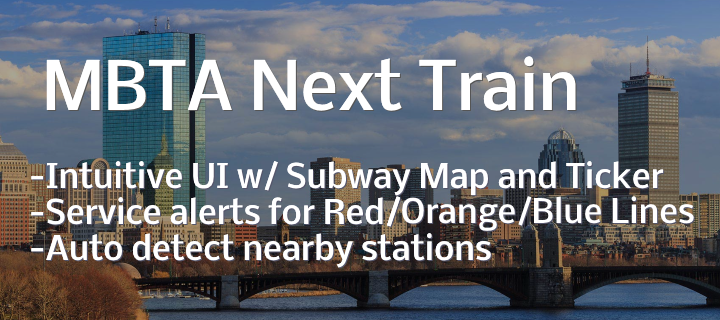 MBTA Next Train
-Intuitive UI w/ Subway Map and Ticker
-Service alerts for Red/Orange/Blue Lines
-Auto detect nearby stations